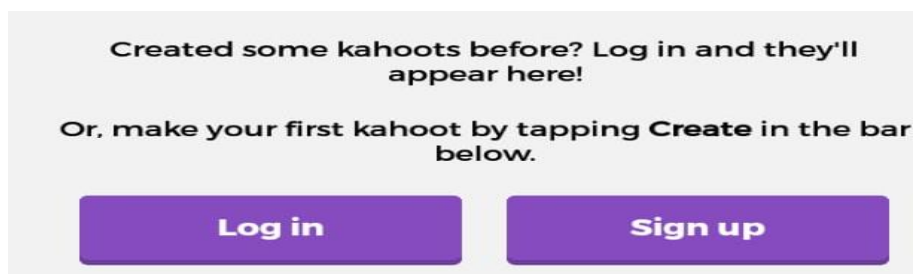 Created some kahoots before? Log in and they'll
appear here!
Or, make your first kahoot by tapping Create in the bar
below.
Log in
Sign up